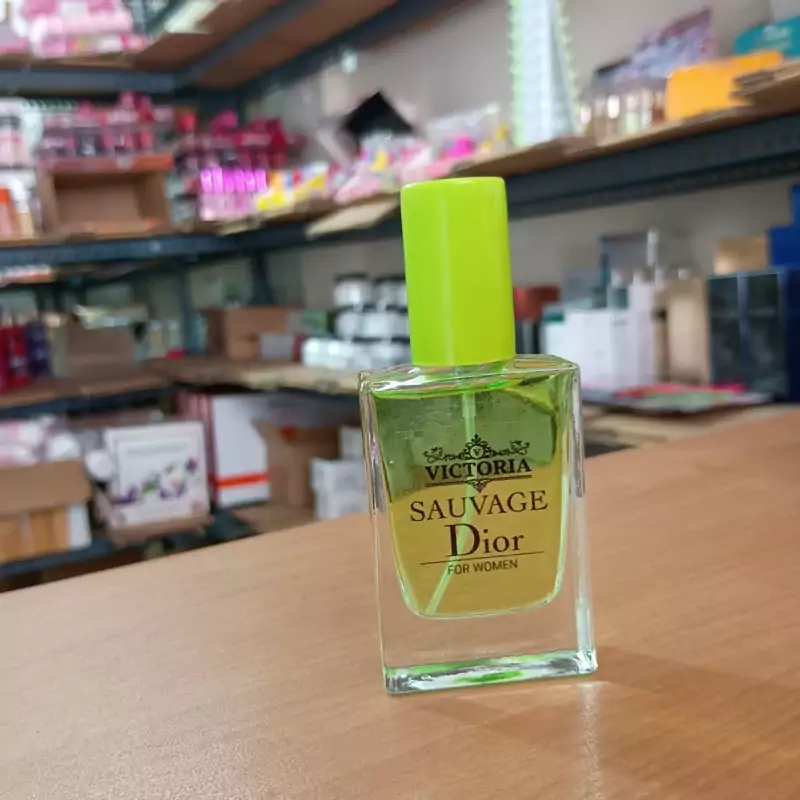 V
VICTORIA
SAUVAGE
Dior
FOR WOMEN